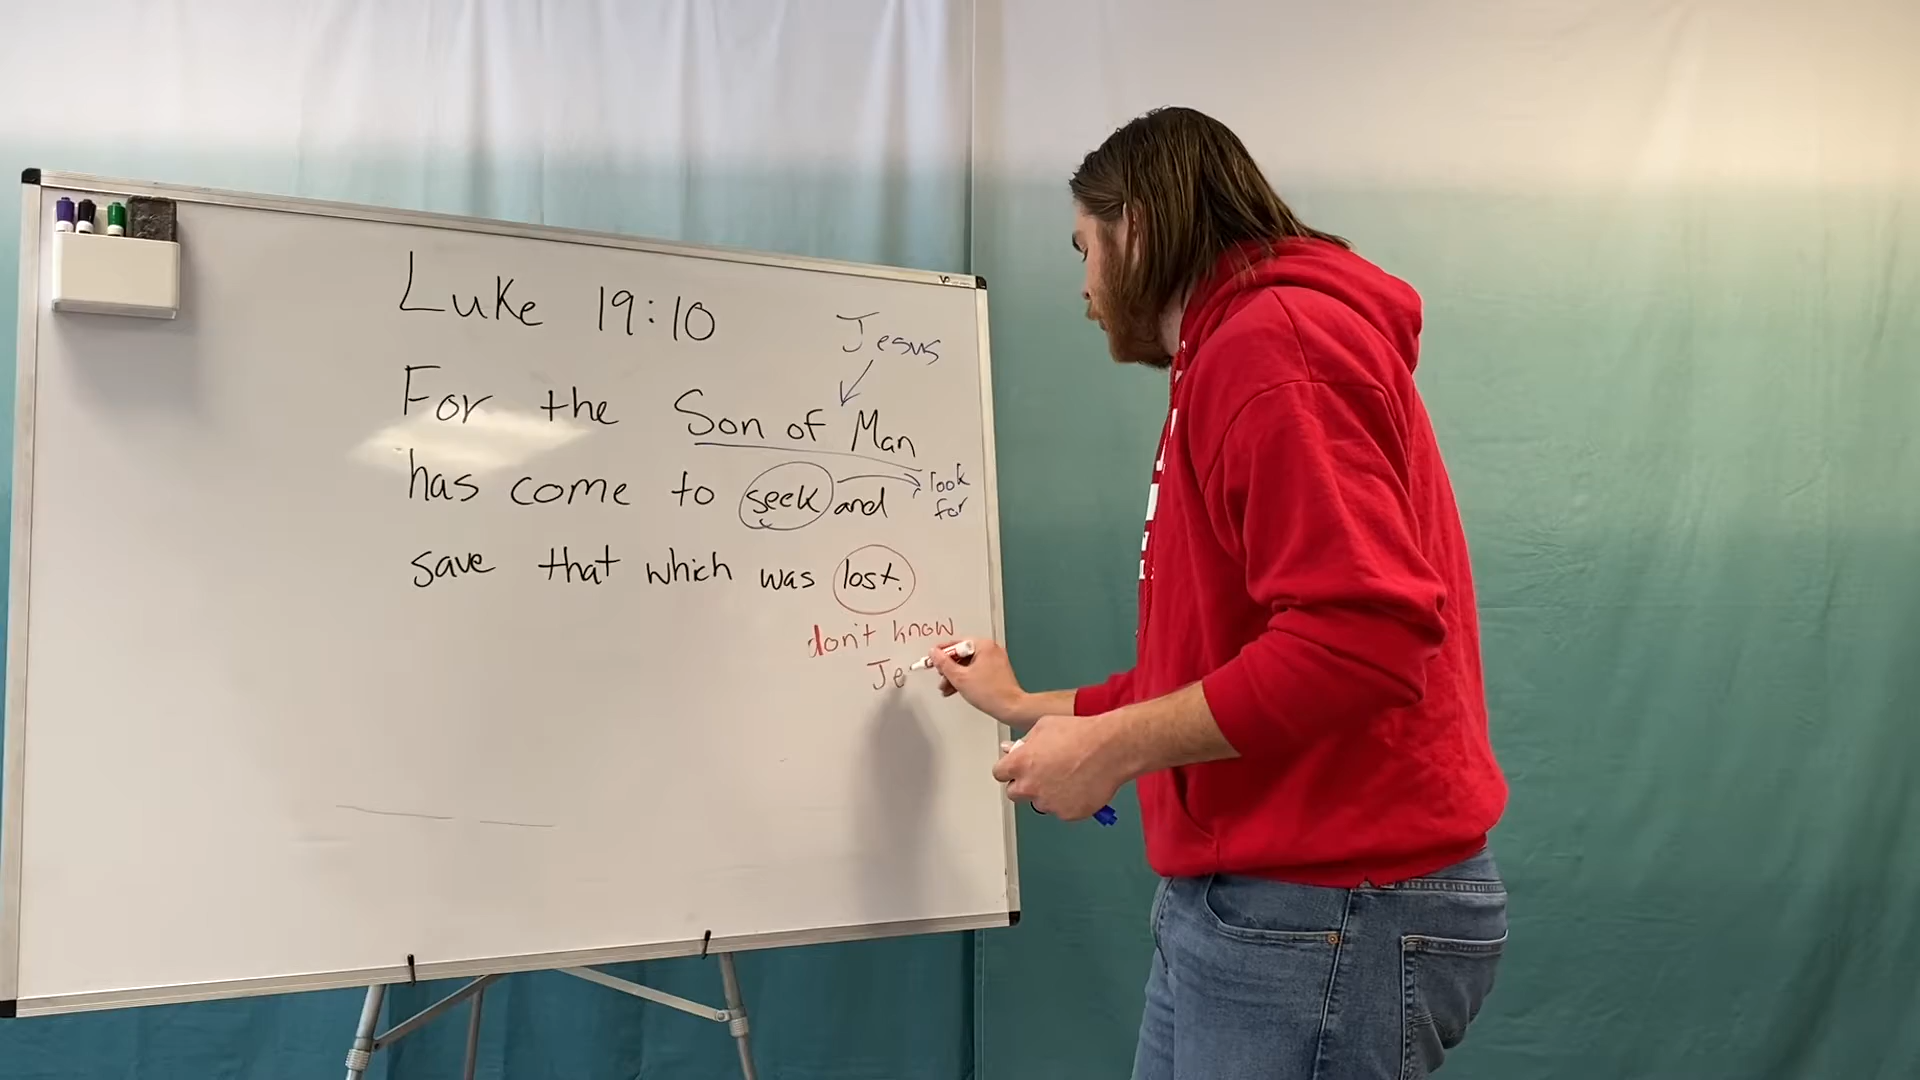 Luke 19:10
Jesus
For the Son of Man
has come to seek and
look
for
save that which was lost.
don't know
Je